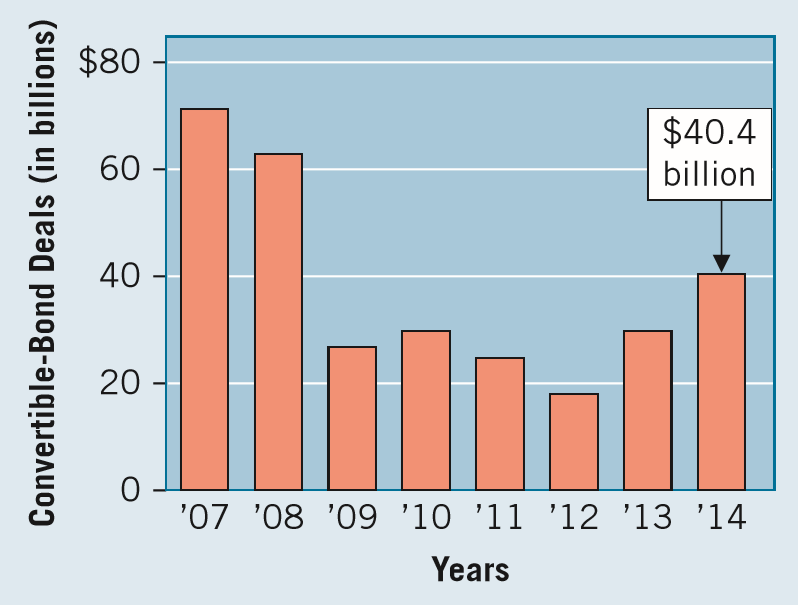 Convertible-Bond Deals (in billions)
$80
60
40
20
0
$40.4
billion
’07 ’08 ’09 ’10 ’11 ’12 ’13 ’14
Years